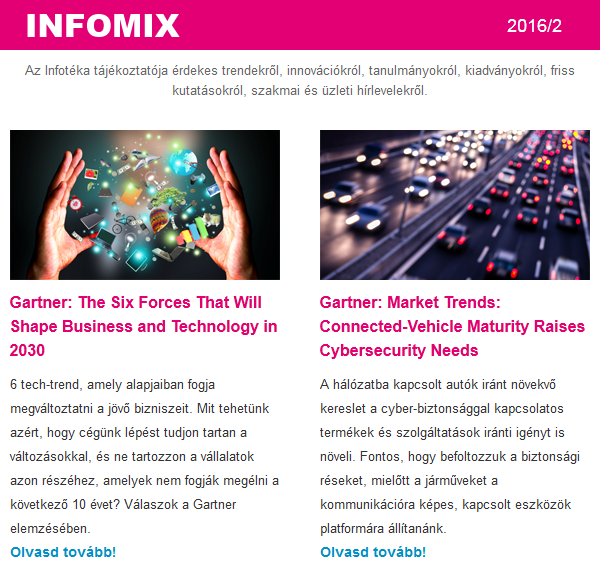 INFOMIX
2016/2
Az Infotéka tájékoztatója érdekes trendekről, innovációkról, tanulmányokról, kiadványokról, friss
kutatásokról, szakmai és üzleti hírlevelekről.
Gartner: The Six Forces That Will
Shape Business and Technology in
2030
6 tech-trend, amely alapjaiban fogja
megváltoztatni a jövő bizniszeit. Mit tehetünk
azért, hogy cégünk lépést tudjon tartan a
változásokkal, és ne tartozzon a vállalatok
azon részéhez, amelyek nem fogják megélni a
következő 10 évet? Válaszok a Gartner
elemzésében.
Olvasd tovább!
Gartner: Market Trends:
Connected-Vehicle Maturity Raises
Cybersecurity Needs
A hálózatba kapcsolt autók iránt növekvő
kereslet a cyber-biztonsággal kapcsolatos
termékek és szolgáltatások iránti igényt is
növeli. Fontos, hogy befoltozzuk a biztonsági
réseket, mielőtt a járműveket a
kommunikációra képes, kapcsolt eszközök
platformára állítanánk.
Olvasd tovább!